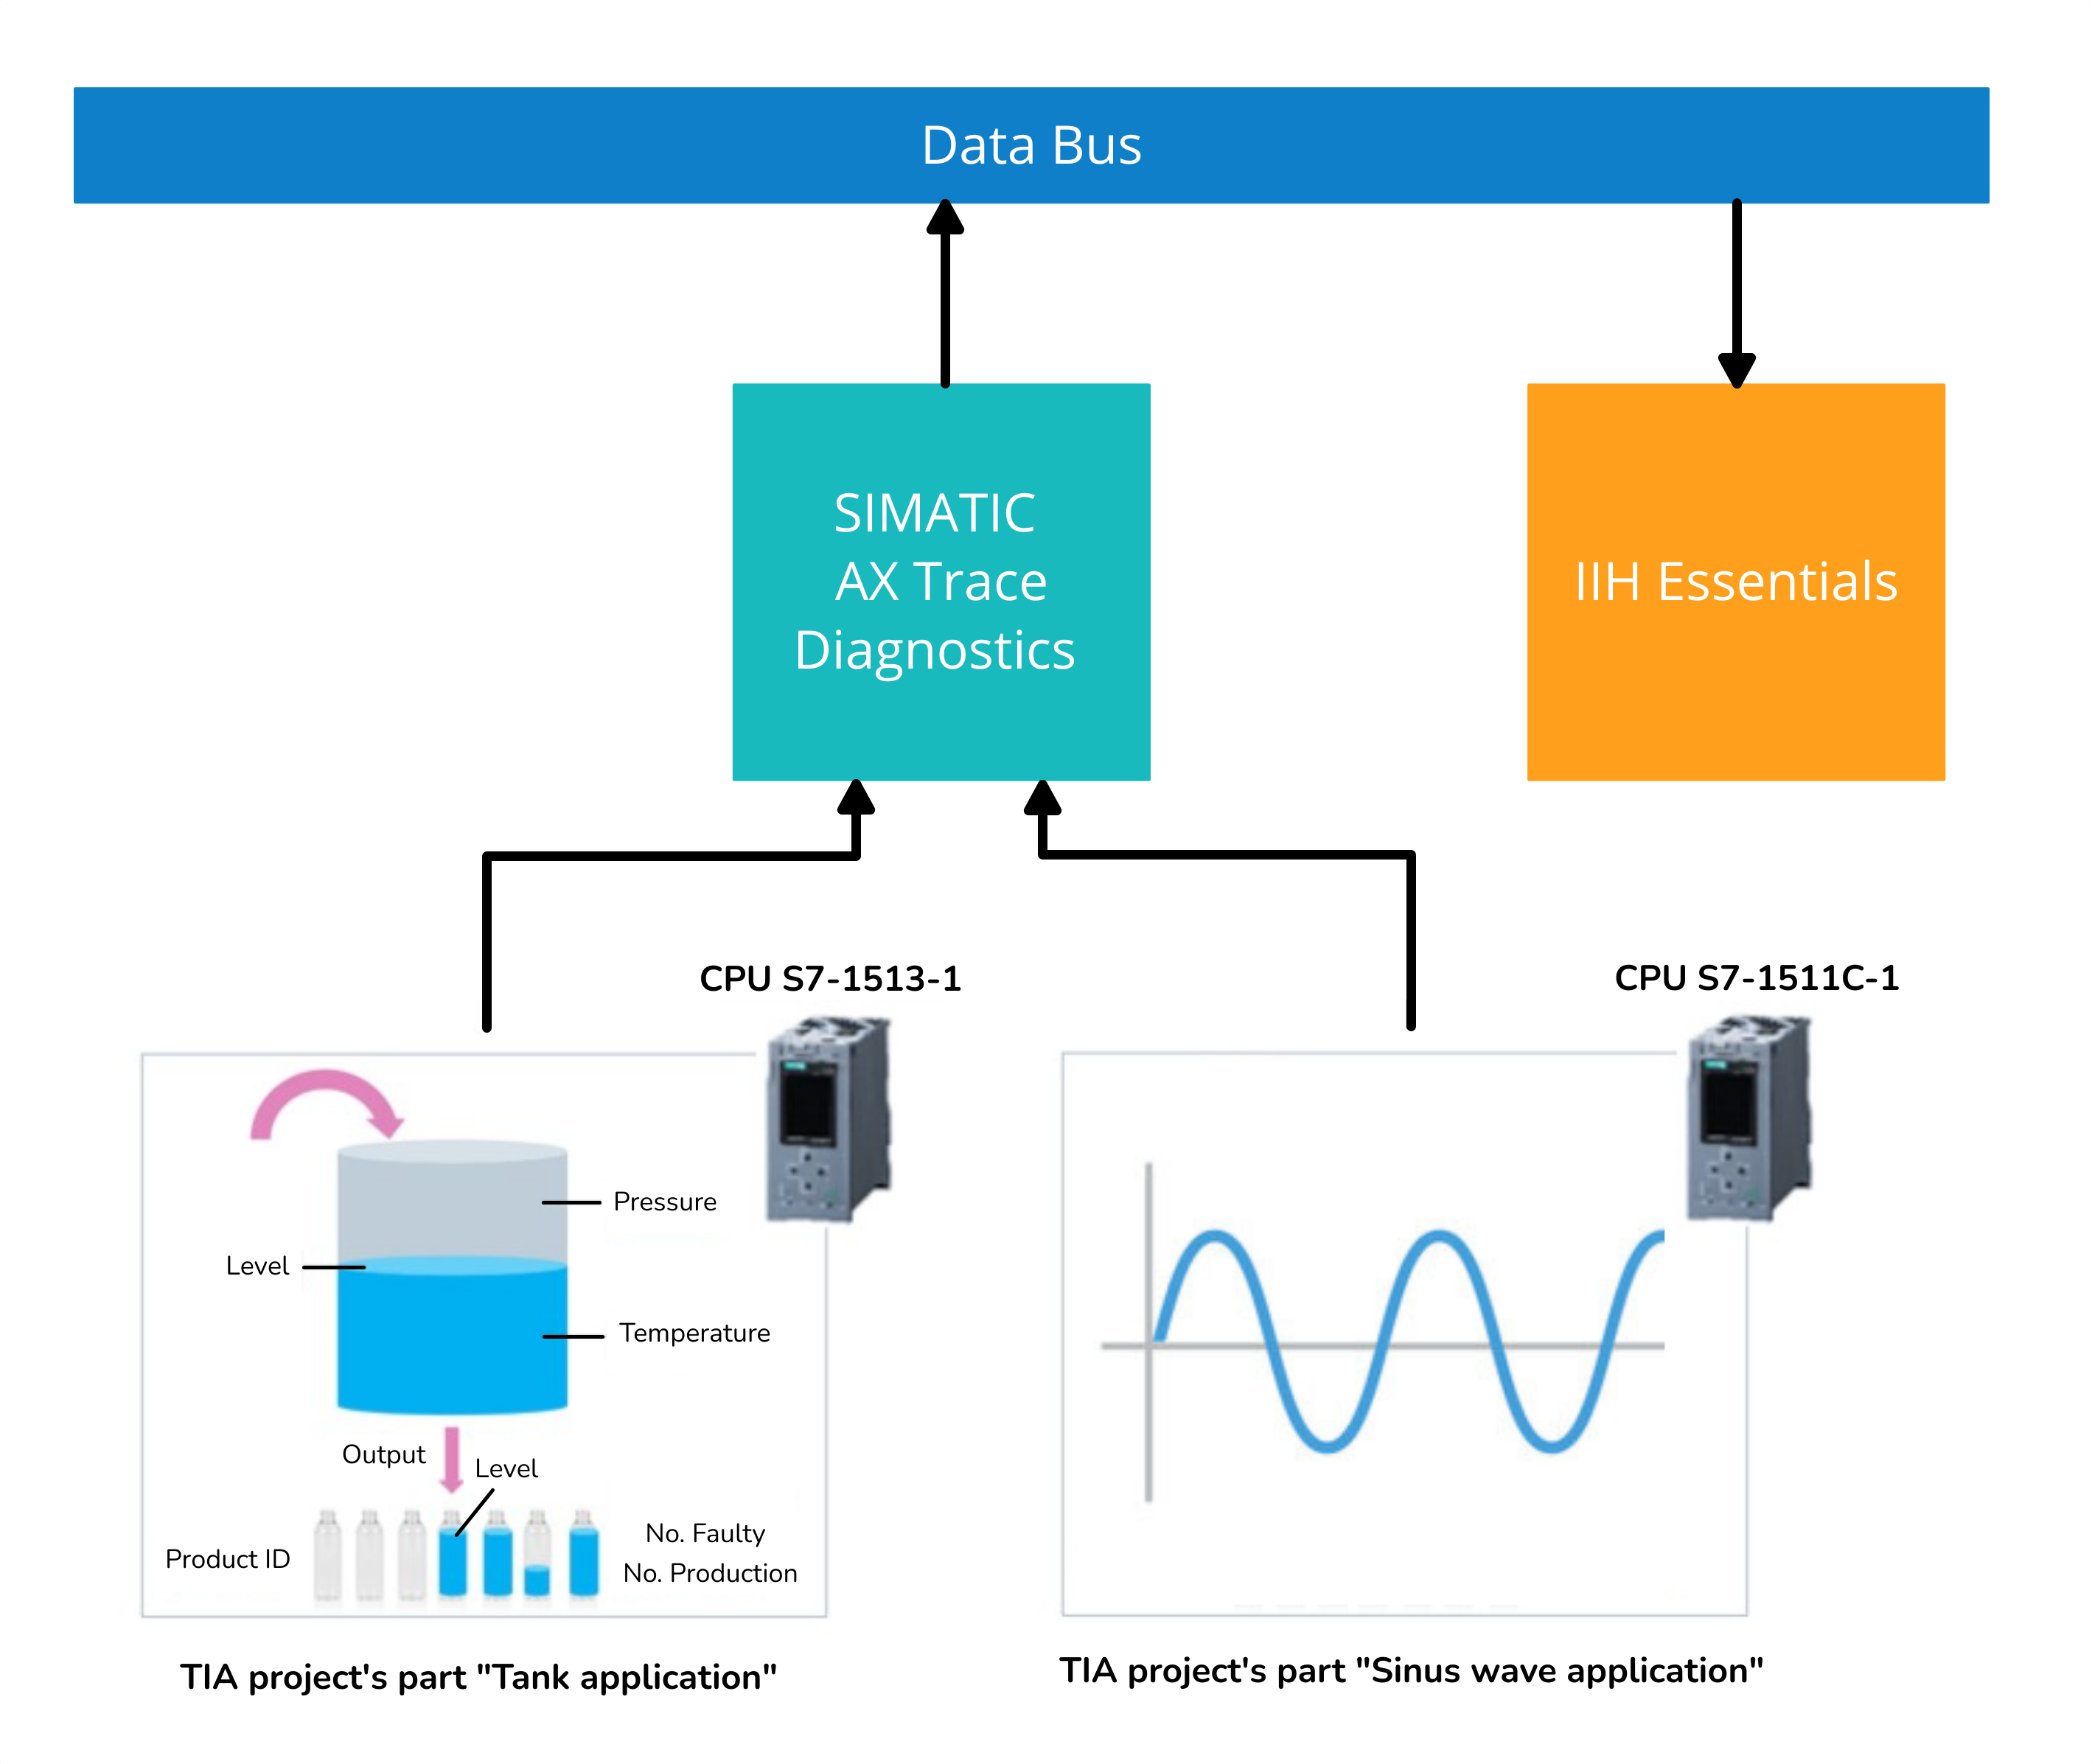 Data Bus
SIMATIC
AX Trace
Diagnostics
IIH Essentials
CPU S7-1513-1
CPU S7-1511C-1
Pressure
Level
Temperature
Output
Level
Product ID
No. Faulty
No. Production
TIA project's part "Tank application"
TIA project's part "Sinus wave application"